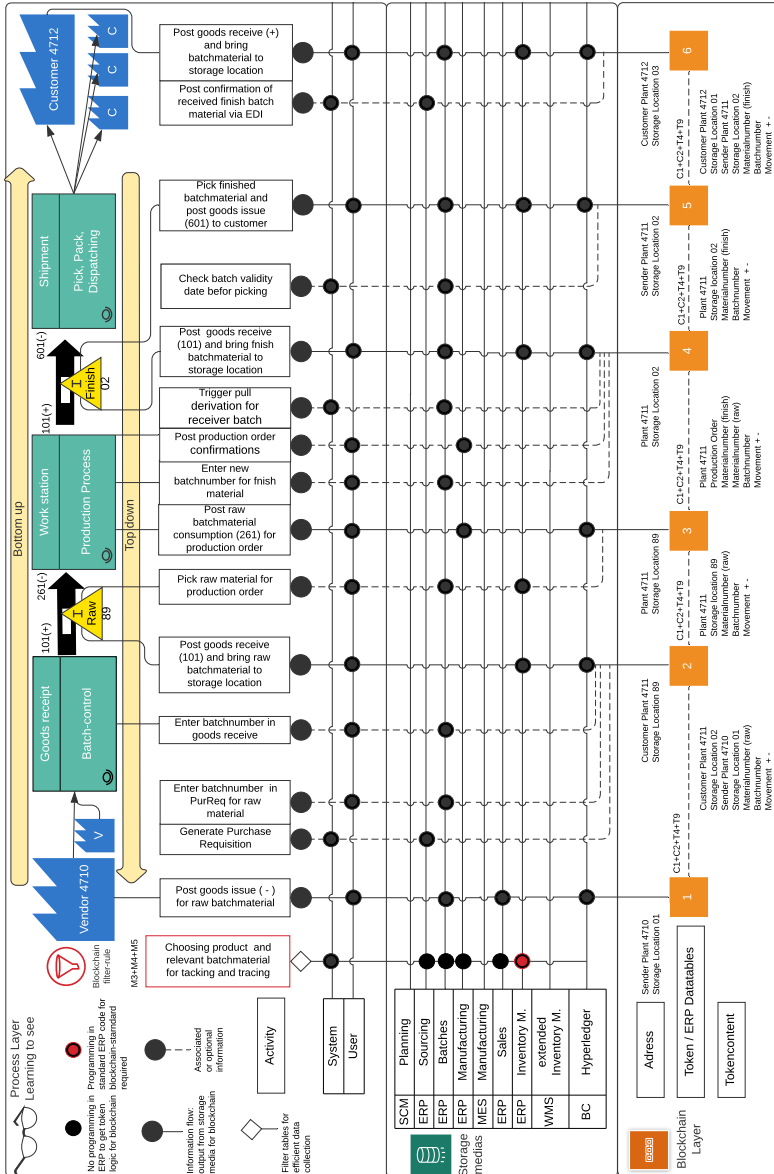 Customer 4712
C
C
C
Post goods receive (+)
and bring
batchmaterial to
storage location
Post confirmation of
received finish batch
material via EDI
6
Customer Plant 4712
Storage Location 03
C1+C2+T4+T9
Customer Plant 4712
Storage Location 01
Sender Plant 4711
Storage Location 02
Materialnumber (finish)
Batchnumber
Movement + -
Shipment
Pick, Pack,
Dispatching
Pick finished
batchmaterial and
post goods issue
(601) to customer
Check batch validity
date befor picking
5
Sender Plant 4711
Storage Location 02
C1+C2+T4+T9
Plant 4711
Storage location 02
Materialnumber (finish)
Batchnumber
Movement + -
601(-)
I
Finish
02
101(+)
Post goods receive
(101) and bring fnish
batchmaterial to
storage location
Trigger pull
derivation for
receiver batch
Post production order
confirmations
Enter new
batchnumber for fnish
material
4
Plant 4711
Storage Location 02
C1+C2+T4+T9
Plant 4711
Production Order
Materialnumber (finish)
Materialnumber (raw)
Batchnumber
Movement + -
Bottom up
Work station
Production Process
Top down
Post raw
batchmaterial
consumption (261) for
production order
Pick raw material for
production order
3
Plant 4711
Storage Location 89
C1+C2+T4+T9
Plant 4711
Storage location 89
Materialnumber (raw)
Batchnumber
Movement + -
261(-)
I
Raw
89
101(+)
Post goods receive
(101) and bring raw
batchmaterial to
storage location
Enter batchnumber in
goods receive
Enter batchnumber in
PurReq for raw
material
Generate Purchase
Requisition
2
Customer Plant 4711
Storage Location 89
Customer Plant 4711
Storage Location 02
Sender Plant 4710
Storage Location 01
Materialnumber (raw)
Batchnumber
Movement + -
Goods receipt
Batch-control
V
Vendor 4710
Post goods issue ( - )
for raw batchmaterial
C1+C2+T4+T9
1
Sender Plant 4710
Storage Location 01
Blockchain
filter-rule
M3+M4+M5
Choosing product and
relevant batchmaterial
for tacking and tracing
Process Layer
Learning to see
No programming in
ERP to get token
logic for blockchain
Programming in
standard ERP code for
blockchain-starndard
required
Information flow:
output from storage
media for blockchain
Associated
or optional
information
Filter tables for
efficient data
collection
Activity
System
User
SCM
Planning
ERP
Sourcing
ERP
Batches
ERP
Manufacturing
MES
Manufacturing
ERP
Sales
ERP
Inventory M.
WMS
extended
Inventory M.
BC
Hyperledger
Storage
medias
Adress
Token / ERP Datatables
Tokencontent
Blockchain
Layer